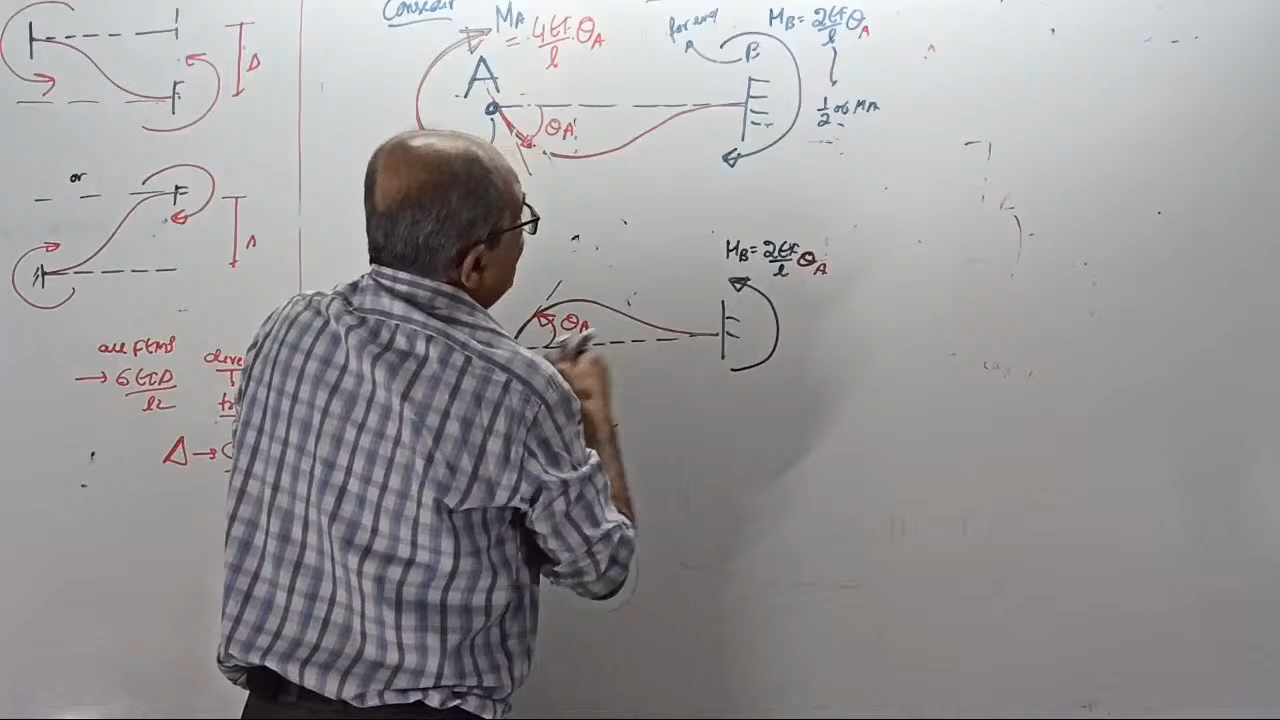 Δ
or
Δ
all FEMs
→ 6EIΔ
l2
Δ →
Consider
MA
= 4EI θA
l
A
θA
for end
A
B
MB = 2EI θA
l
1/2 of MA
MB = 2EI θA
l
θA